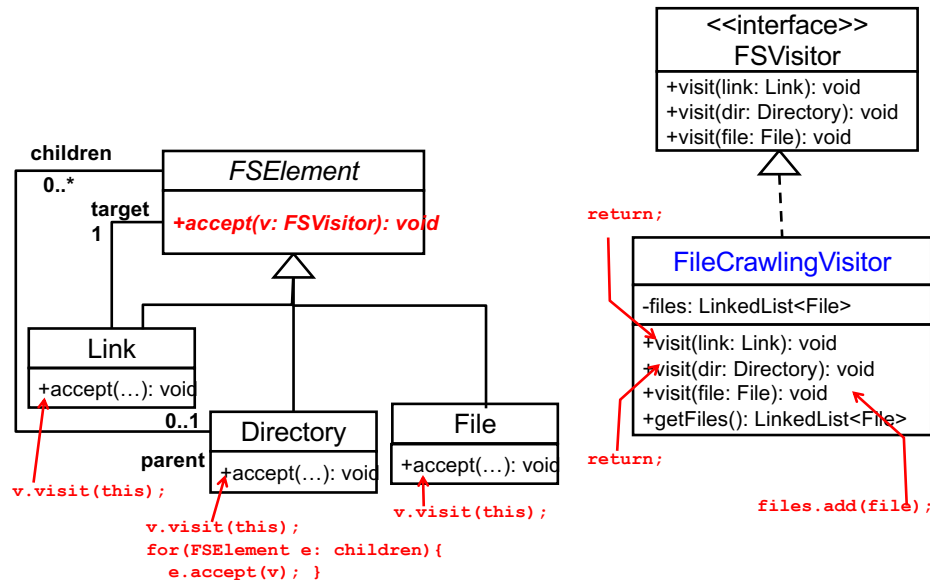 <<interface>>
FSVisitor
+visit(link: Link): void
+visit(dir: Directory): void
+visit(file: File): void
children
0..*
FSElement
target
1
+accept(v: FSVisitor): void
return;
FileCrawlingVisitor
-files: LinkedList<File>
+visit(link: Link): void
+visit(dir: Directory): void
+visit(file: File): void
+getFiles(): LinkedList<File>
return;
files.add(file);
Link
+accept(…): void
v.visit(this);
0..1
parent
Directory
+accept(…): void
v.visit(this);
for(FSElement e: children){
e.accept(v); }
File
+accept(…): void
v.visit(this);